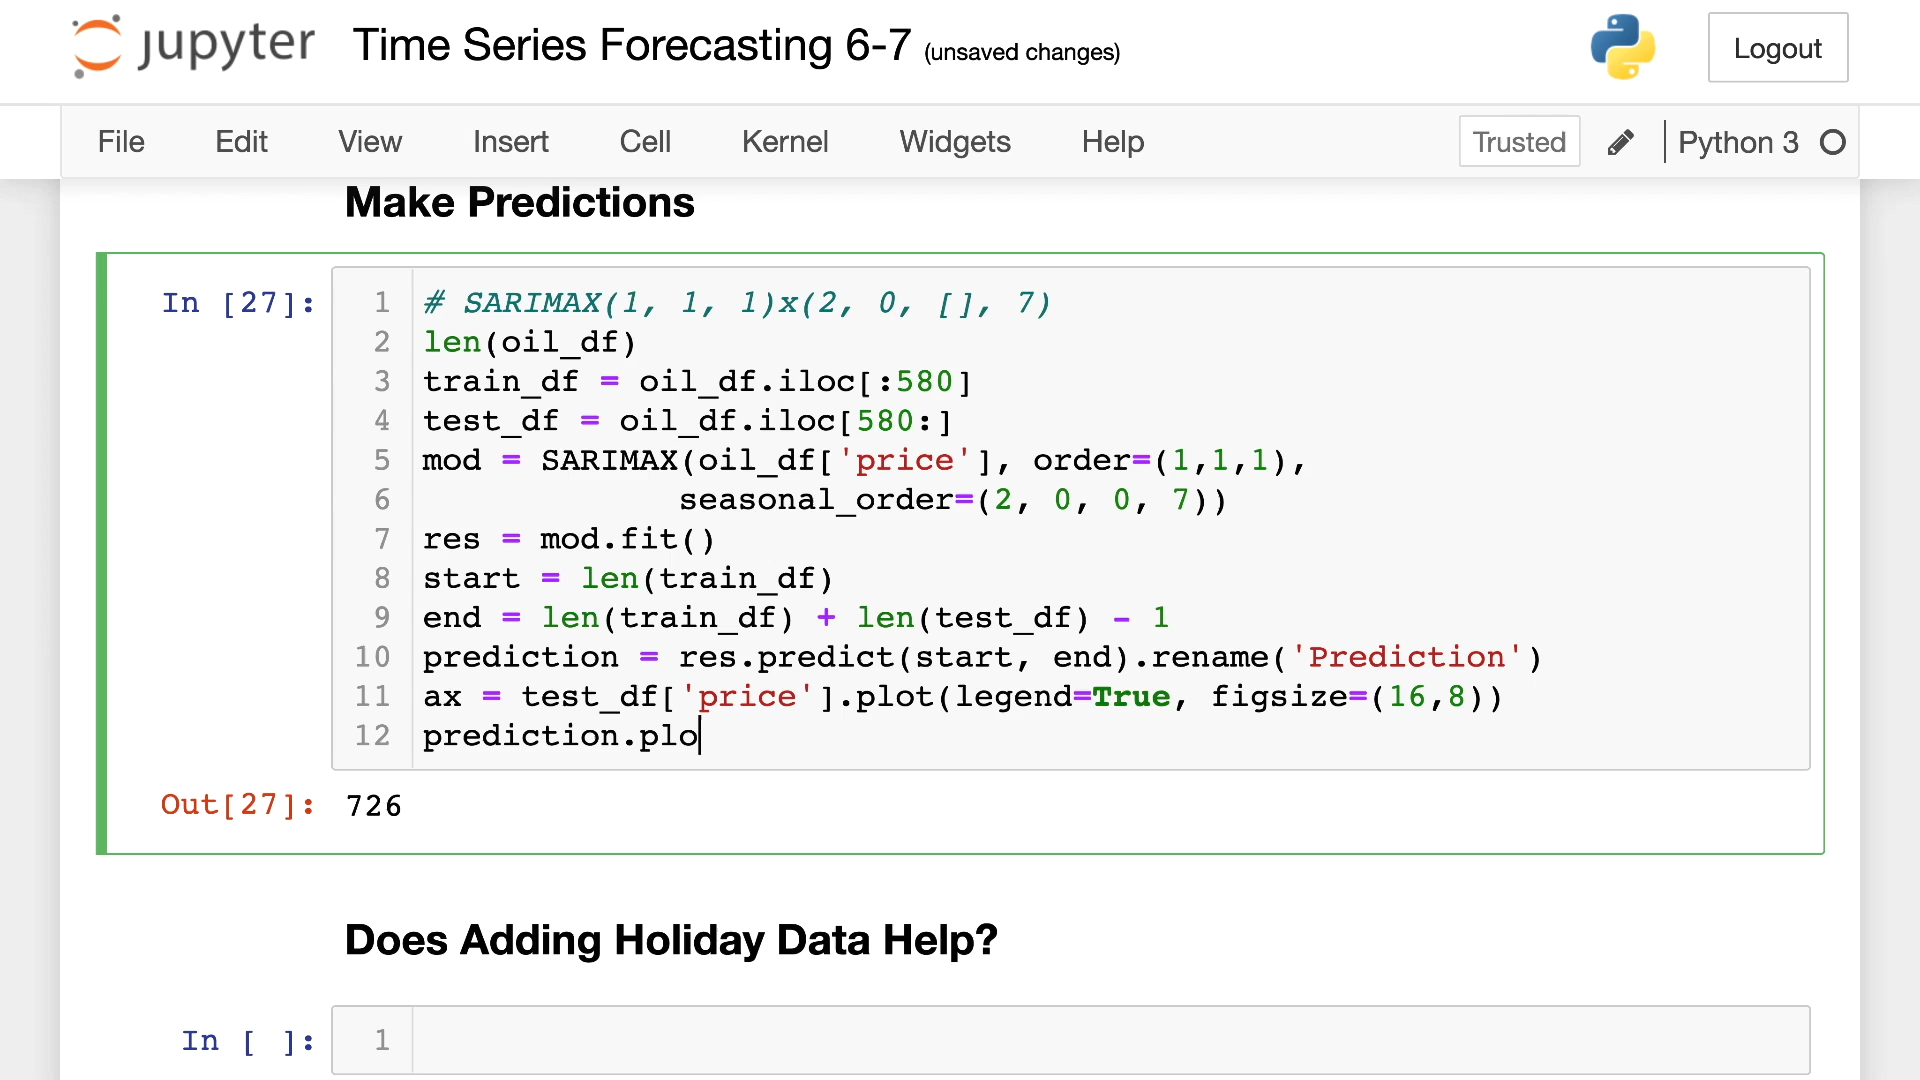 jupyter Time Series Forecasting 6-7 (unsaved changes) Logout
File Edit View Insert Cell Kernel Widgets Help Trusted Python 3
Make Predictions
In [27]:
1 # SARIMAX(1, 1, 1)x(2, 0, [], 7)
2 len(oil_df)
3 train_df = oil_df.iloc[:580]
4 test_df = oil_df.iloc[580:]
5 mod = SARIMAX(oil_df['price'], order=(1,1,1),
6 seasonal_order=(2, 0, 0, 7))
7 res = mod.fit()
8 start = len(train_df)
9 end = len(train_df) + len(test_df) - 1
10 prediction = res.predict(start, end).rename('Prediction')
11 ax = test_df['price'].plot(legend=True, figsize=(16,8))
12 prediction.plo
Out[27]: 726
Does Adding Holiday Data Help?
In [ ]: 1